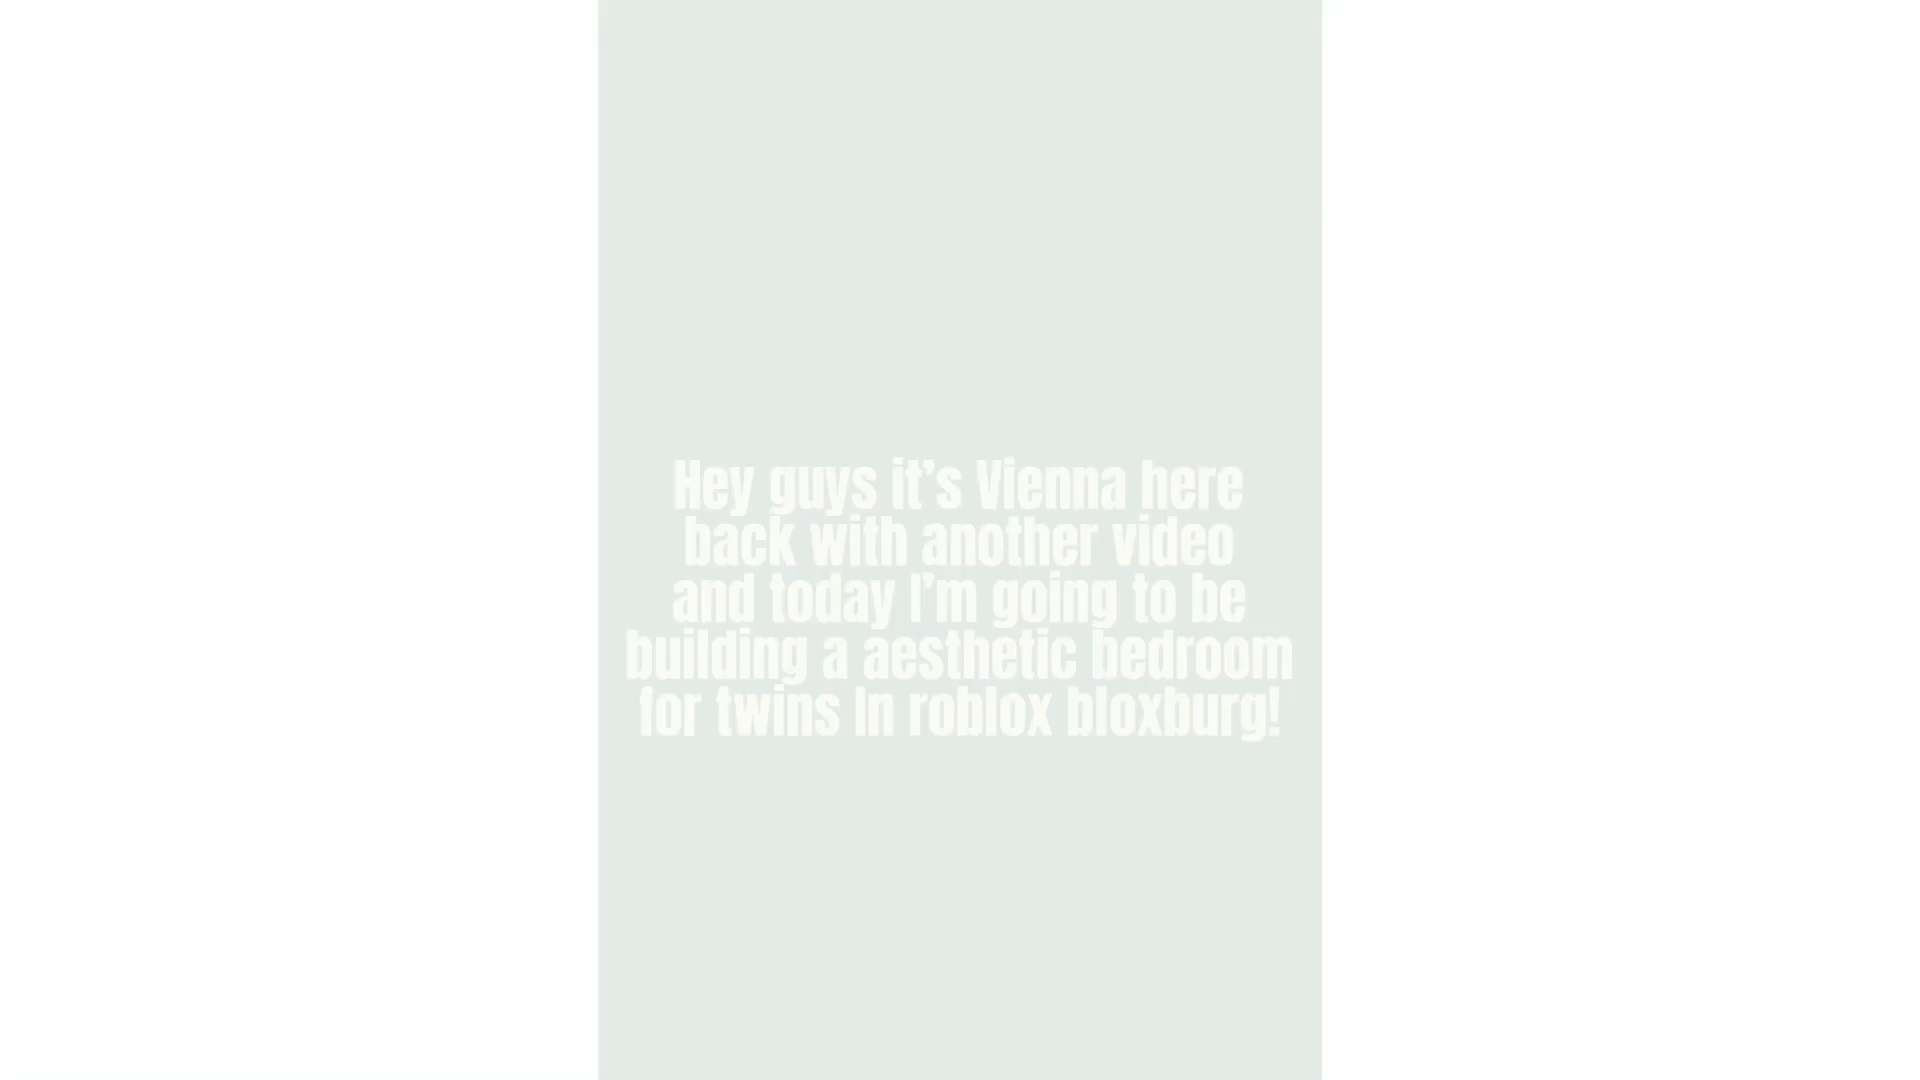 Hey guys it's Vienna here
back with another video
and today I'm going to be
building a aesthetic bedroom
for twins In roblox bloxburg!